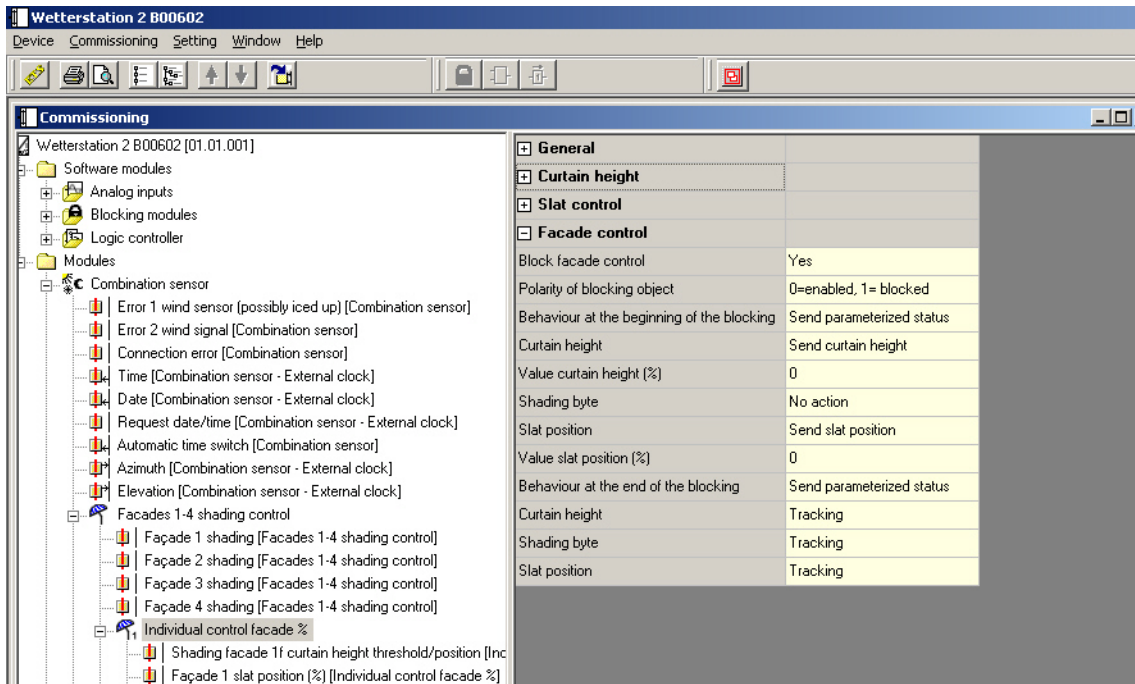 Wetterstation 2 B00602
Device Commissioning Setting Window Help
Commissioning
Wetterstation 2 B00602 [01.01.001]
Software modules
Analog inputs
Blocking modules
Logic controller
Modules
C Combination sensor
Error 1 wind sensor (possibly iced up) [Combination sensor]
Error 2 wind signal [Combination sensor]
Connection error [Combination sensor]
Time [Combination sensor - External clock]
Date [Combination sensor - External clock]
Request date/time [Combination sensor - External clock]
Automatic time switch [Combination sensor]
Azimuth [Combination sensor - External clock]
Elevation [Combination sensor - External clock]
Facades 1-4 shading control
Façade 1 shading [Facades 1-4 shading control]
Façade 2 shading [Facades 1-4 shading control]
Façade 3 shading [Facades 1-4 shading control]
Façade 4 shading [Facades 1-4 shading control]
1 Individual control facade %
Shading facade 1f curtain height threshold/position [Inc
Façade 1 slat position (%) [Individual control facade %]
General
Curtain height
Slat control
Facade control
Block facade control Yes
Polarity of blocking object 0=enabled, 1= blocked
Behaviour at the beginning of the blocking Send parameterized status
Curtain height Send curtain height
Value curtain height (%) 0
Shading byte No action
Slat position Send slat position
Value slat position (%) 0
Behaviour at the end of the blocking Send parameterized status
Curtain height Tracking
Shading byte Tracking
Slat position Tracking